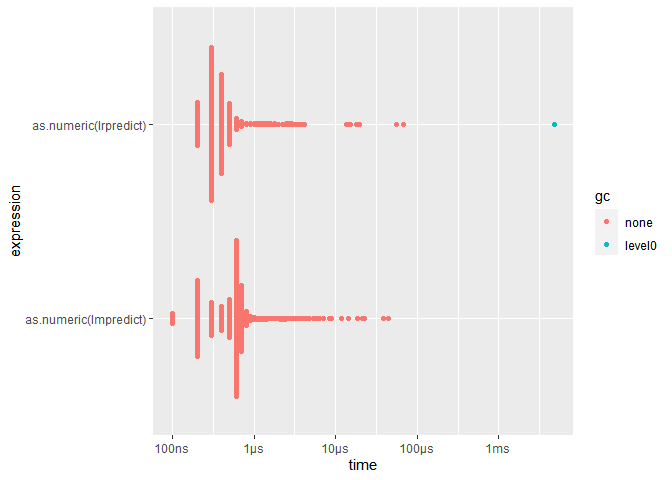 as.numeric(lrpredict)
as.numeric(lmpredict)
expression
100ns
1µs
10µs
100µs
1ms
time
gc
none
level0